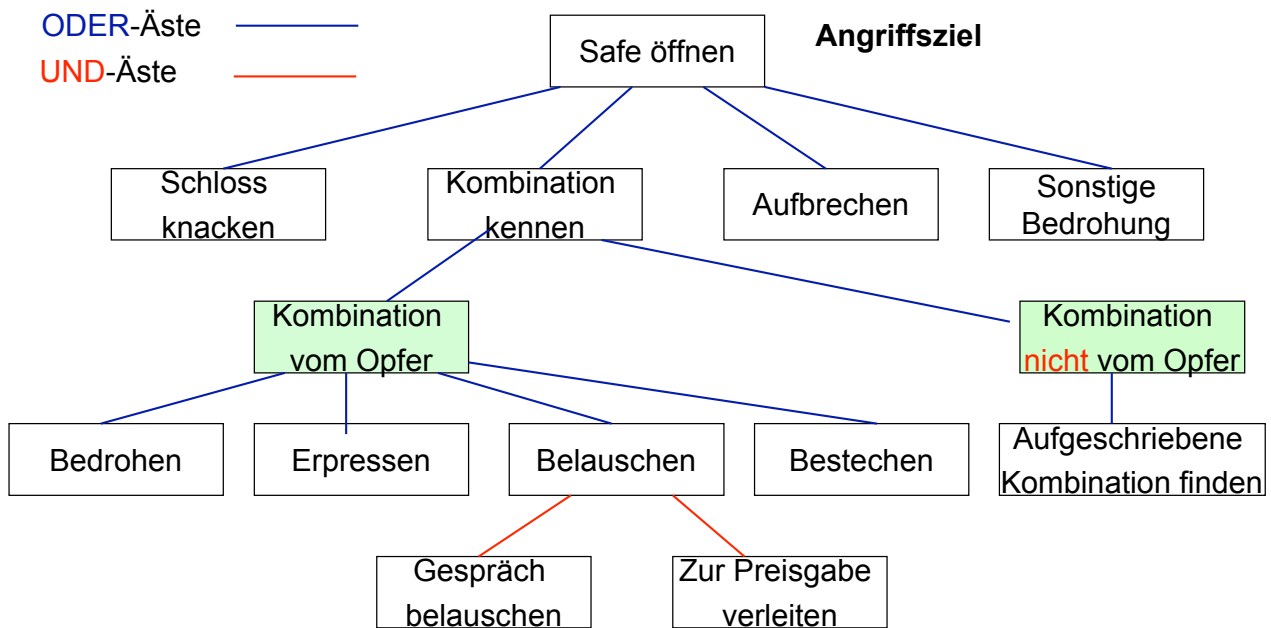 ODER-Äste
UND-Äste
Safe öffnen
Angriffsziel
Schloss
knacken
Kombination
kennen
Aufbrechen
Sonstige
Bedrohung
Kombination
vom Opfer
Kombination
nicht vom Opfer
Bedrohen
Erpressen
Belauschen
Bestechen
Aufgeschriebene
Kombination finden
Gespräch
belauschen
Zur Preisgabe
verleiten